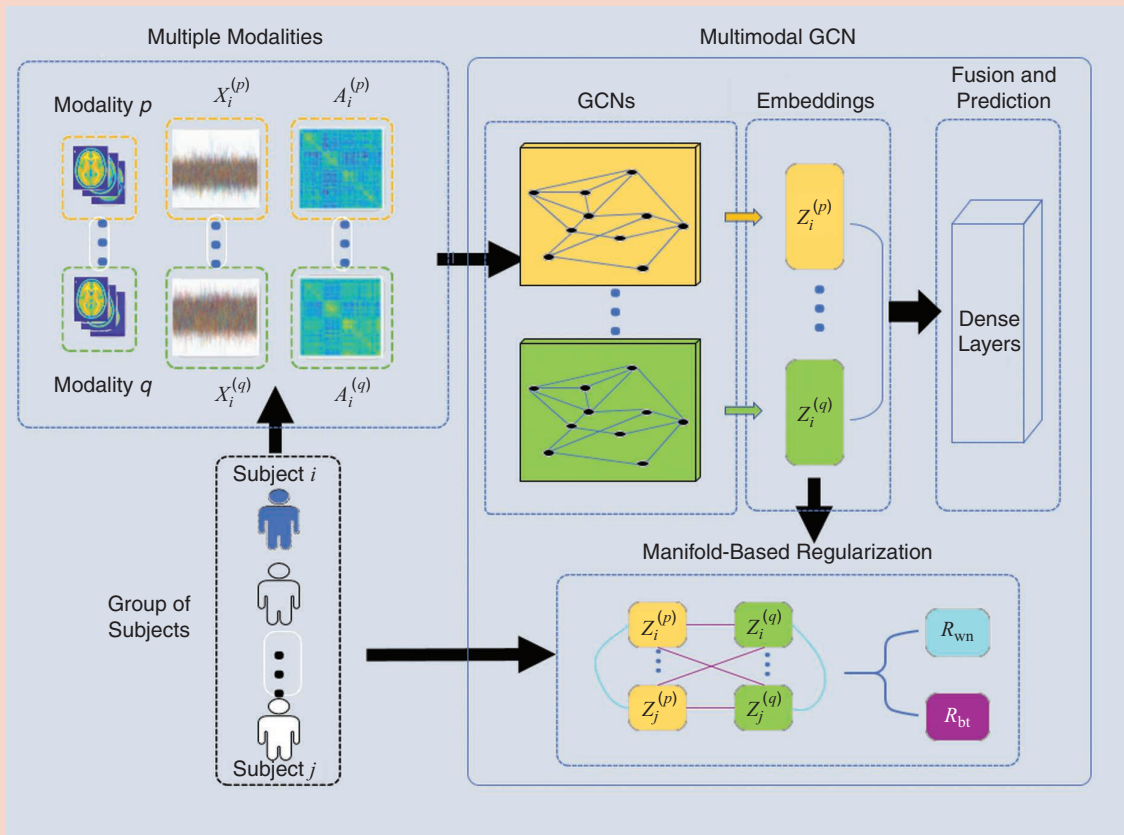 Multiple Modalities
Modality p
X_i^(p)
A_i^(p)
Modality q
X_i^(q)
A_i^(q)
Subject i
Group of
Subjects
Subject j
Multimodal GCN
GCNs
Embeddings
Fusion and
Prediction
Z_i^(p)
Z_i^(q)
Dense
Layers
Manifold-Based Regularization
Z_i^(p)
Z_i^(q)
Z_j^(p)
Z_j^(q)
R_wn
R_bt